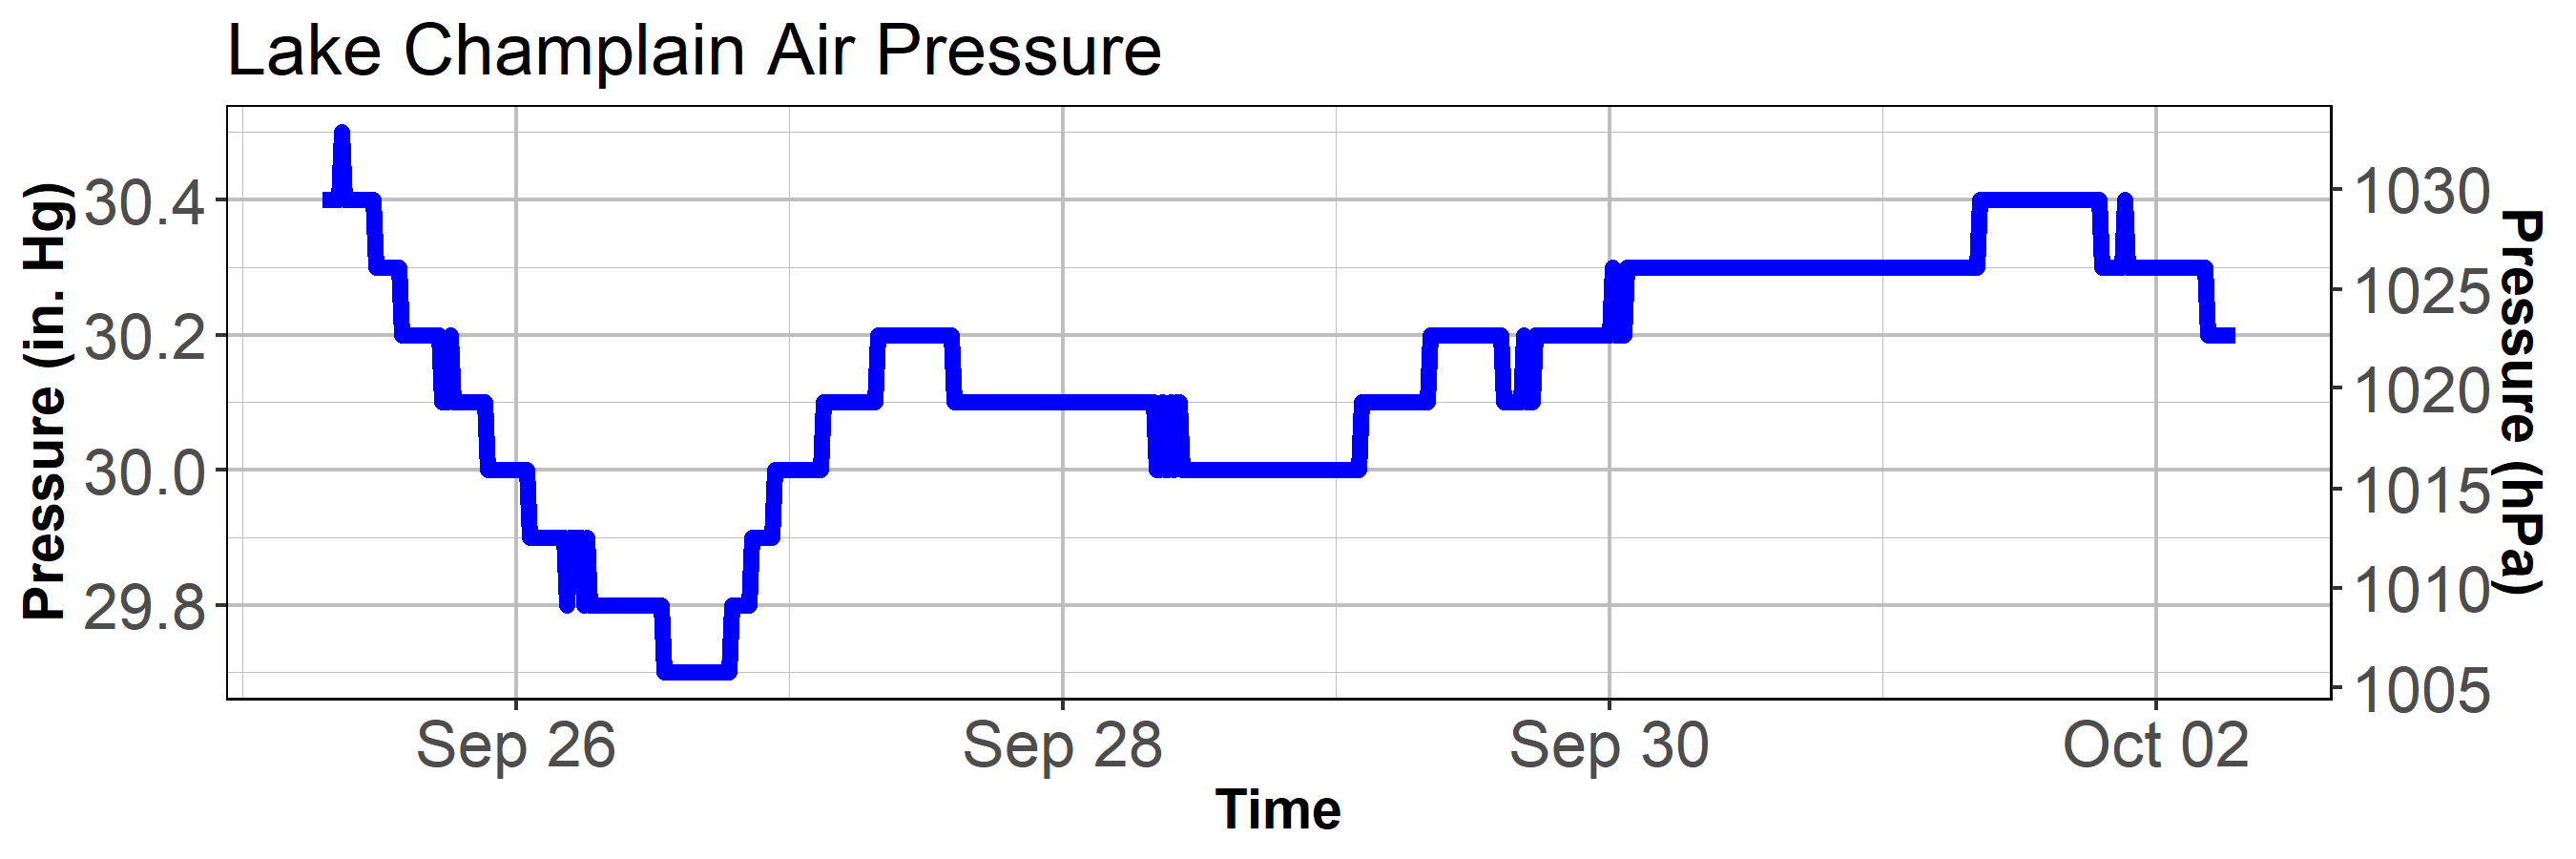 Lake Champlain Air Pressure
Pressure (in. Hg)
30.4
30.2
30.0
29.8
1030
1025
1020
1015
1010
1005
Pressure (hPa)
Sep 26 Sep 28 Sep 30 Oct 02
Time